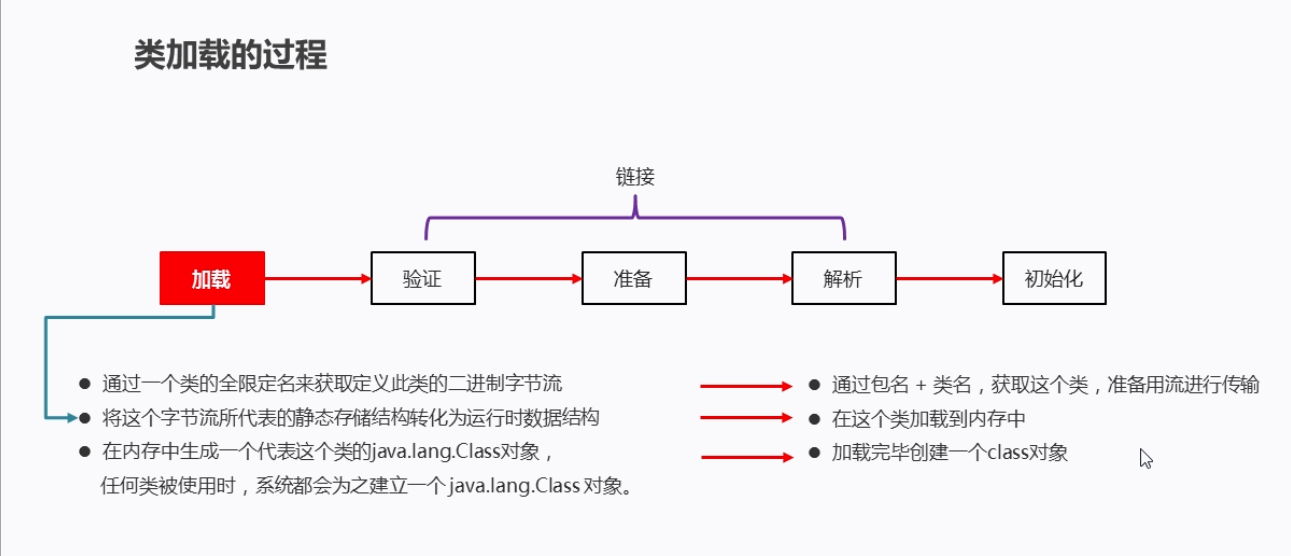 类加载的过程
链接
加载
验证
准备
解析
初始化
● 通过一个类的全限定名来获取定义此类的二进制字节流
● 通过包名 + 类名，获取这个类，准备用流进行传输
● 将这个字节流所代表的静态存储结构转化为运行时数据结构
● 在这个类加载到内存中
● 在内存中生成一个代表这个类的java.lang.Class对象，
● 加载完毕创建一个class对象
任何类被使用时，系统都会为之建立一个 java.lang.Class 对象。